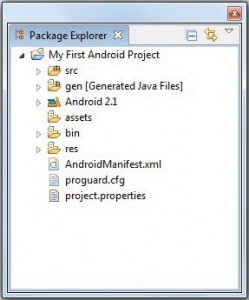 Package Explorer
My First Android Project
src
gen [Generated Java Files]
Android 2.1
assets
bin
res
AndroidManifest.xml
proguard.cfg
project.properties